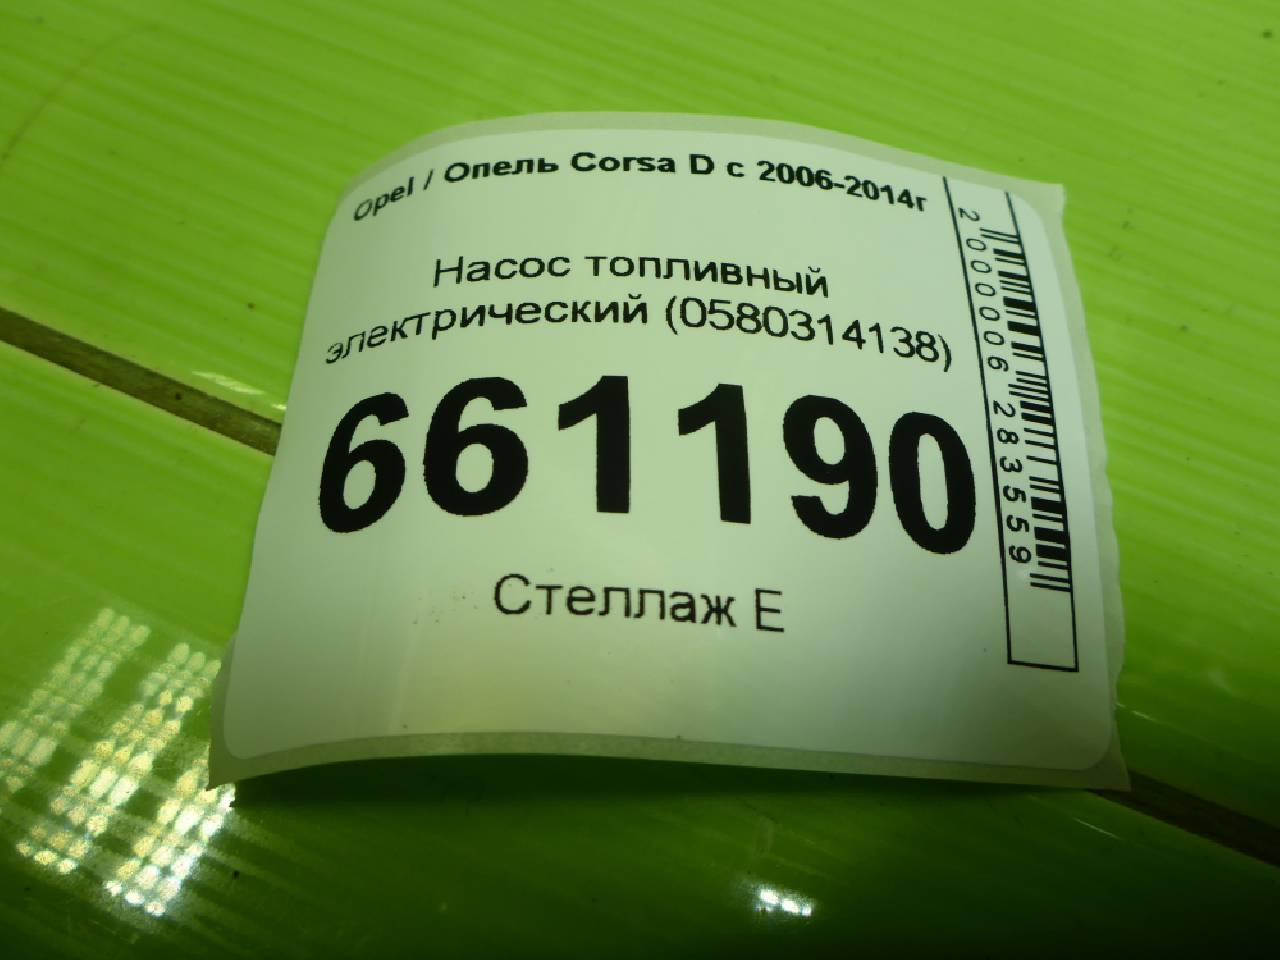 Opel / Опель Corsa D с 2006-2014г
Насос топливный
электрический (0580314138)
661190
Стеллаж E
2000006283559